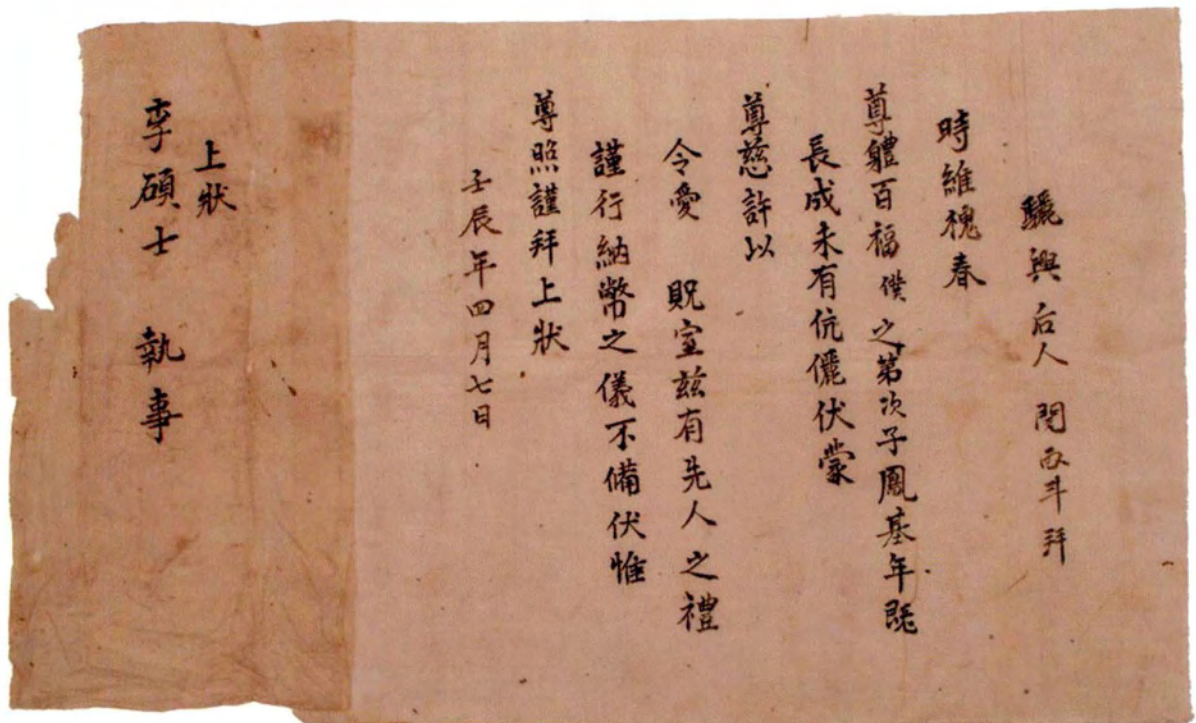 驪興后人 閔斗拜
時維槐春
尊軆百福僕之第次子鳳基年既
長成未有伉儷伏蒙
尊慈許以
令愛 貺室玆有先人之禮
謹行納幣之儀不備伏惟
尊照謹拜上狀
壬辰年四月七日
上狀
李碩士 執事